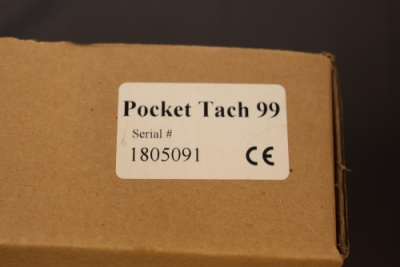 Pocket Tach 99
Serial #
1805091 CE